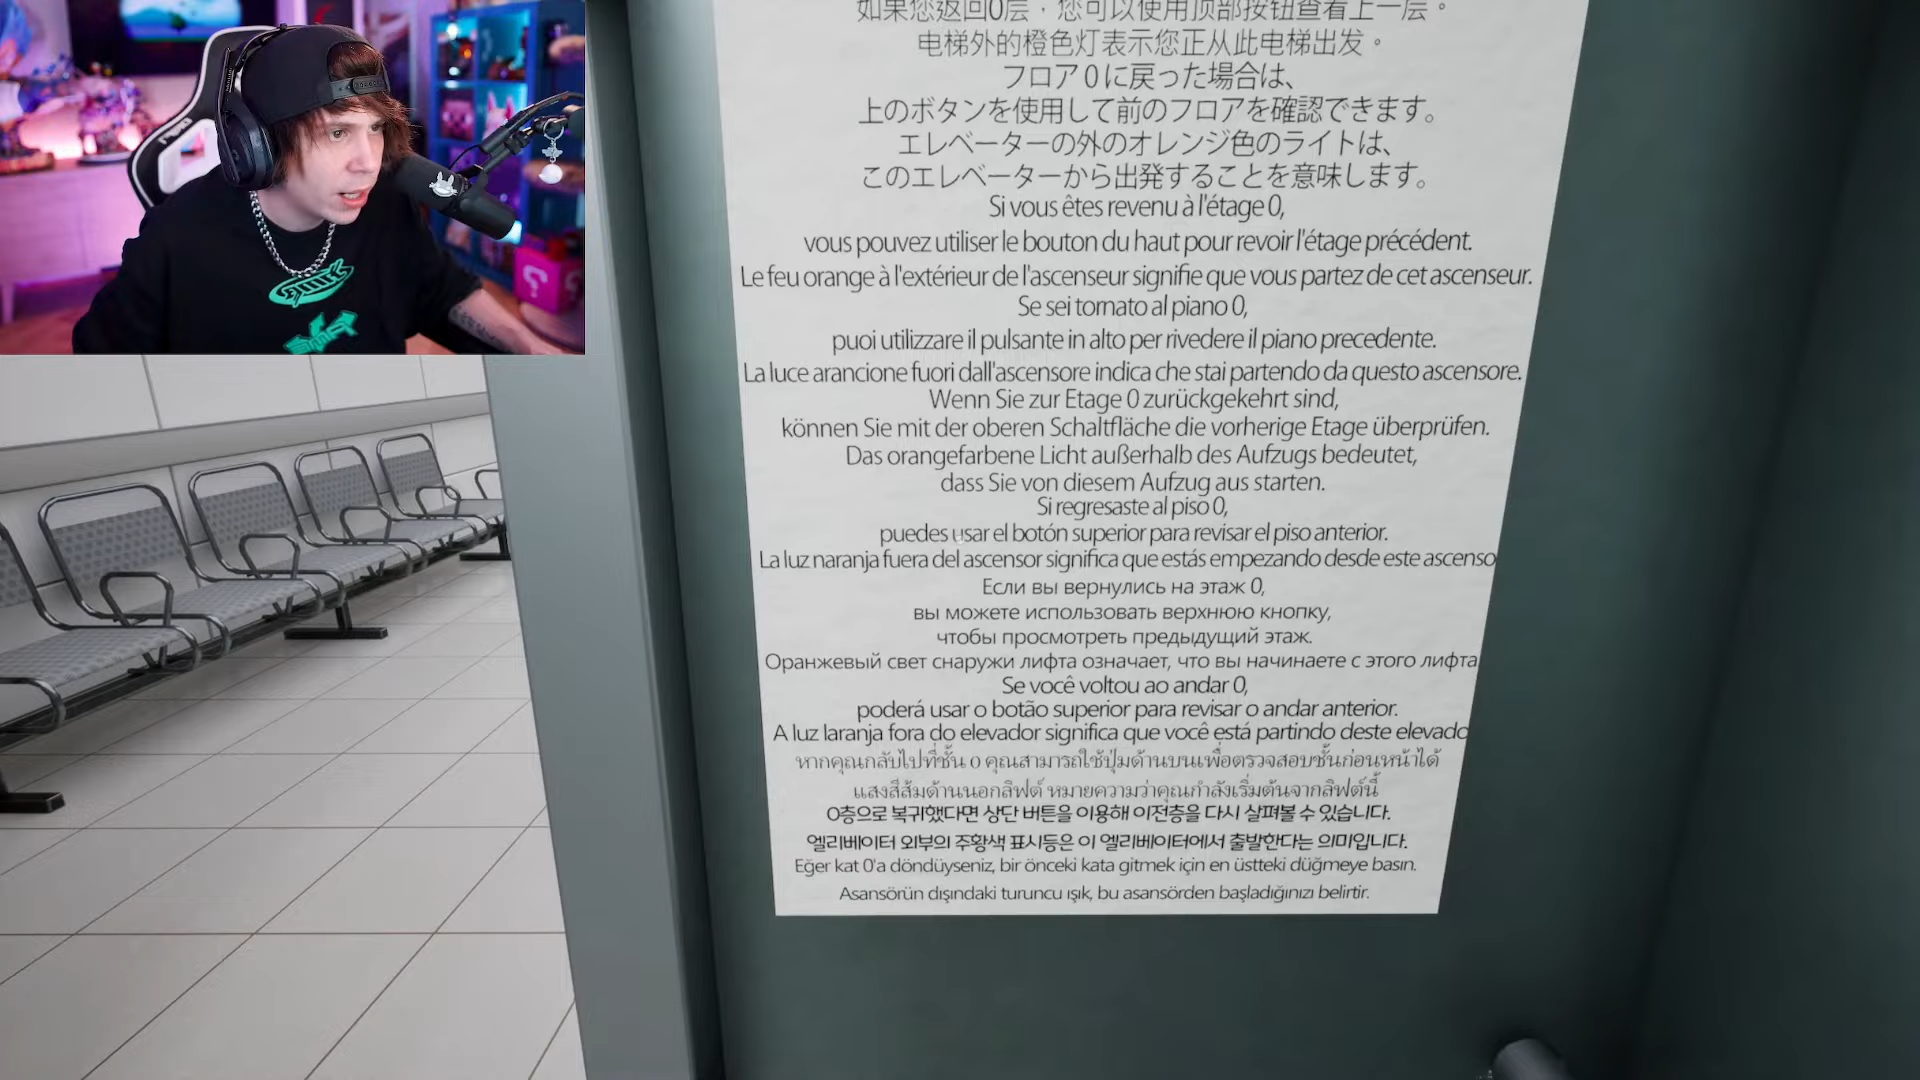 如果您返回0层，您可以使用顶部按钮查看上一层。
电梯外的橙色灯表示您正从此电梯出发。
フロア0に戻った場合は、
上のボタンを使用して前のフロアを確認できます。
エレベーターの外のオレンジ色のライトは、
このエレベーターから出発することを意味します。
Si vous êtes revenu à l'étage 0,
vous pouvez utiliser le bouton du haut pour revoir l'étage précédent.
Le feu orange à l'extérieur de l'ascenseur signifie que vous partez de cet ascenseur.
Se sei tornato al piano 0,
puoi utilizzare il pulsante in alto per rivedere il piano precedente.
La luce arancione fuori dall'ascensore indica che stai partendo da questo ascensore.
Wenn Sie zur Etage 0 zurückgekehrt sind,
können Sie mit der oberen Schaltfläche die vorherige Etage überprüfen.
Das orangefarbene Licht außerhalb des Aufzugs bedeutet,
dass Sie von diesem Aufzug aus starten.
Si regresaste al piso 0,
puedes usar el botón superior para revisar el piso anterior.
La luz naranja fuera del ascensor significa que estás empezando desde este ascenso
Если вы вернулись на этаж 0,
вы можете использовать верхнюю кнопку,
чтобы просмотреть предыдущий этаж.
Оранжевый свет снаружи лифта означает, что вы начинаете с этого лифта
Se você voltou ao andar 0,
poderá usar o botão superior para revisar o andar anterior.
A luz laranja fora do elevador significa que você está partindo deste elevado
หากคุณกลับไปที่ชั้น 0 คุณสามารถใช้ปุ่มด้านบนเพื่อตรวจสอบชั้นก่อนหน้าได้
แสงสีส้มด้านนอกลิฟต์ หมายความว่าคุณกำลังเริ่มต้นจากลิฟต์นี้
0층으로 복귀했다면 상단 버튼을 이용해 이전층을 다시 살펴볼 수 있습니다.
엘리베이터 외부의 주황색 표시등은 이 엘리베이터에서 출발한다는 의미입니다.
Eğer kat 0'a döndüyseniz, bir önceki kata gitmek için en üstteki düğmeye basın.
Asansörün dışındaki turuncu ışık, bu asansörden başladığınızı belirtir.